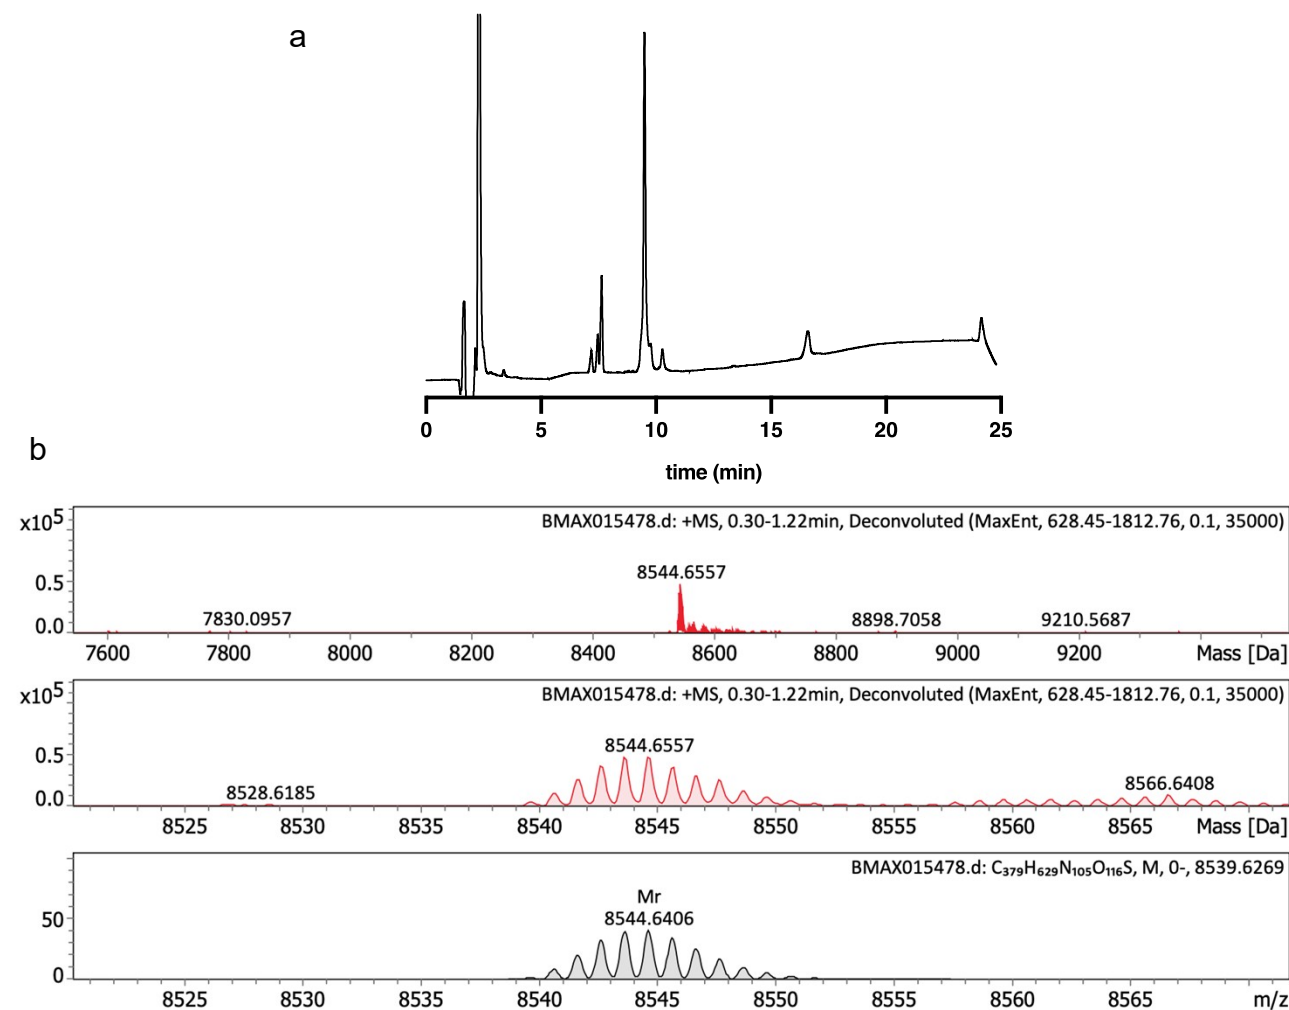 a
0 5 10 15 20 25
time (min)
b
x10⁵
BMAX015478.d: +MS, 0.30-1.22min, Deconvoluted (MaxEnt, 628.45-1812.76, 0.1, 35000)
8544.6557
0.5
7830.0957 8898.7058 9210.5687
0.0
7600 7800 8000 8200 8400 8600 8800 9000 9200 Mass [Da]
x10⁵
BMAX015478.d: +MS, 0.30-1.22min, Deconvoluted (MaxEnt, 628.45-1812.76, 0.1, 35000)
8544.6557
0.5
8528.6185 8566.6408
0.0
8525 8530 8535 8540 8545 8550 8555 8560 8565 Mass [Da]
BMAX015478.d: C₃₇₉H₆₂₉N₁₀₅O₁₁₆S, M, 0-, 8539.6269
Mr
50 8544.6406
0
8525 8530 8535 8540 8545 8550 8555 8560 8565 m/z